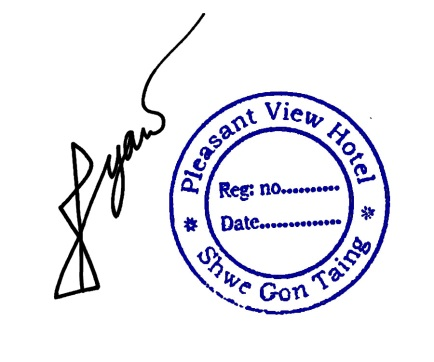 Pleasant View Hotel
Reg: no...........
Date...............
* Shwe Gon Taing *